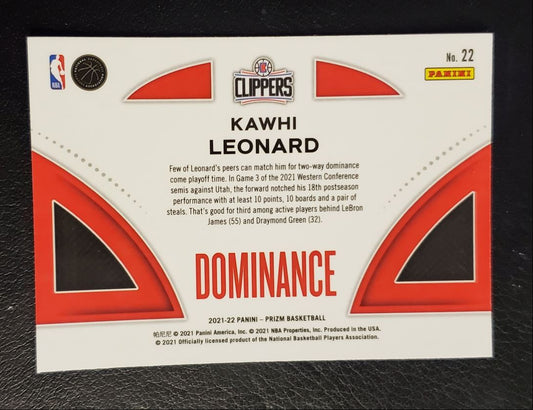 No. 22
PANINI
NBA
CLIPPERS
KAWHI
LEONARD
Few of Leonard's peers can match him for two-way dominance
come playoff time. In Game 3 of the 2021 Western Conference
semis against Utah, the forward notched his 18th postseason
performance with at least 10 points, 10 boards and a pair of
steals. That's good for third among active players behind LeBron
James (55) and Draymond Green (32).
DOMINANCE
2021-22 PANINI – PRIZM BASKETBALL
帕尼尼 © 2021 Panini America, Inc. © 2021 NBA Properties, Inc. Produced in the USA.
© 2021 Officially licensed product of the National Basketball Players Association.